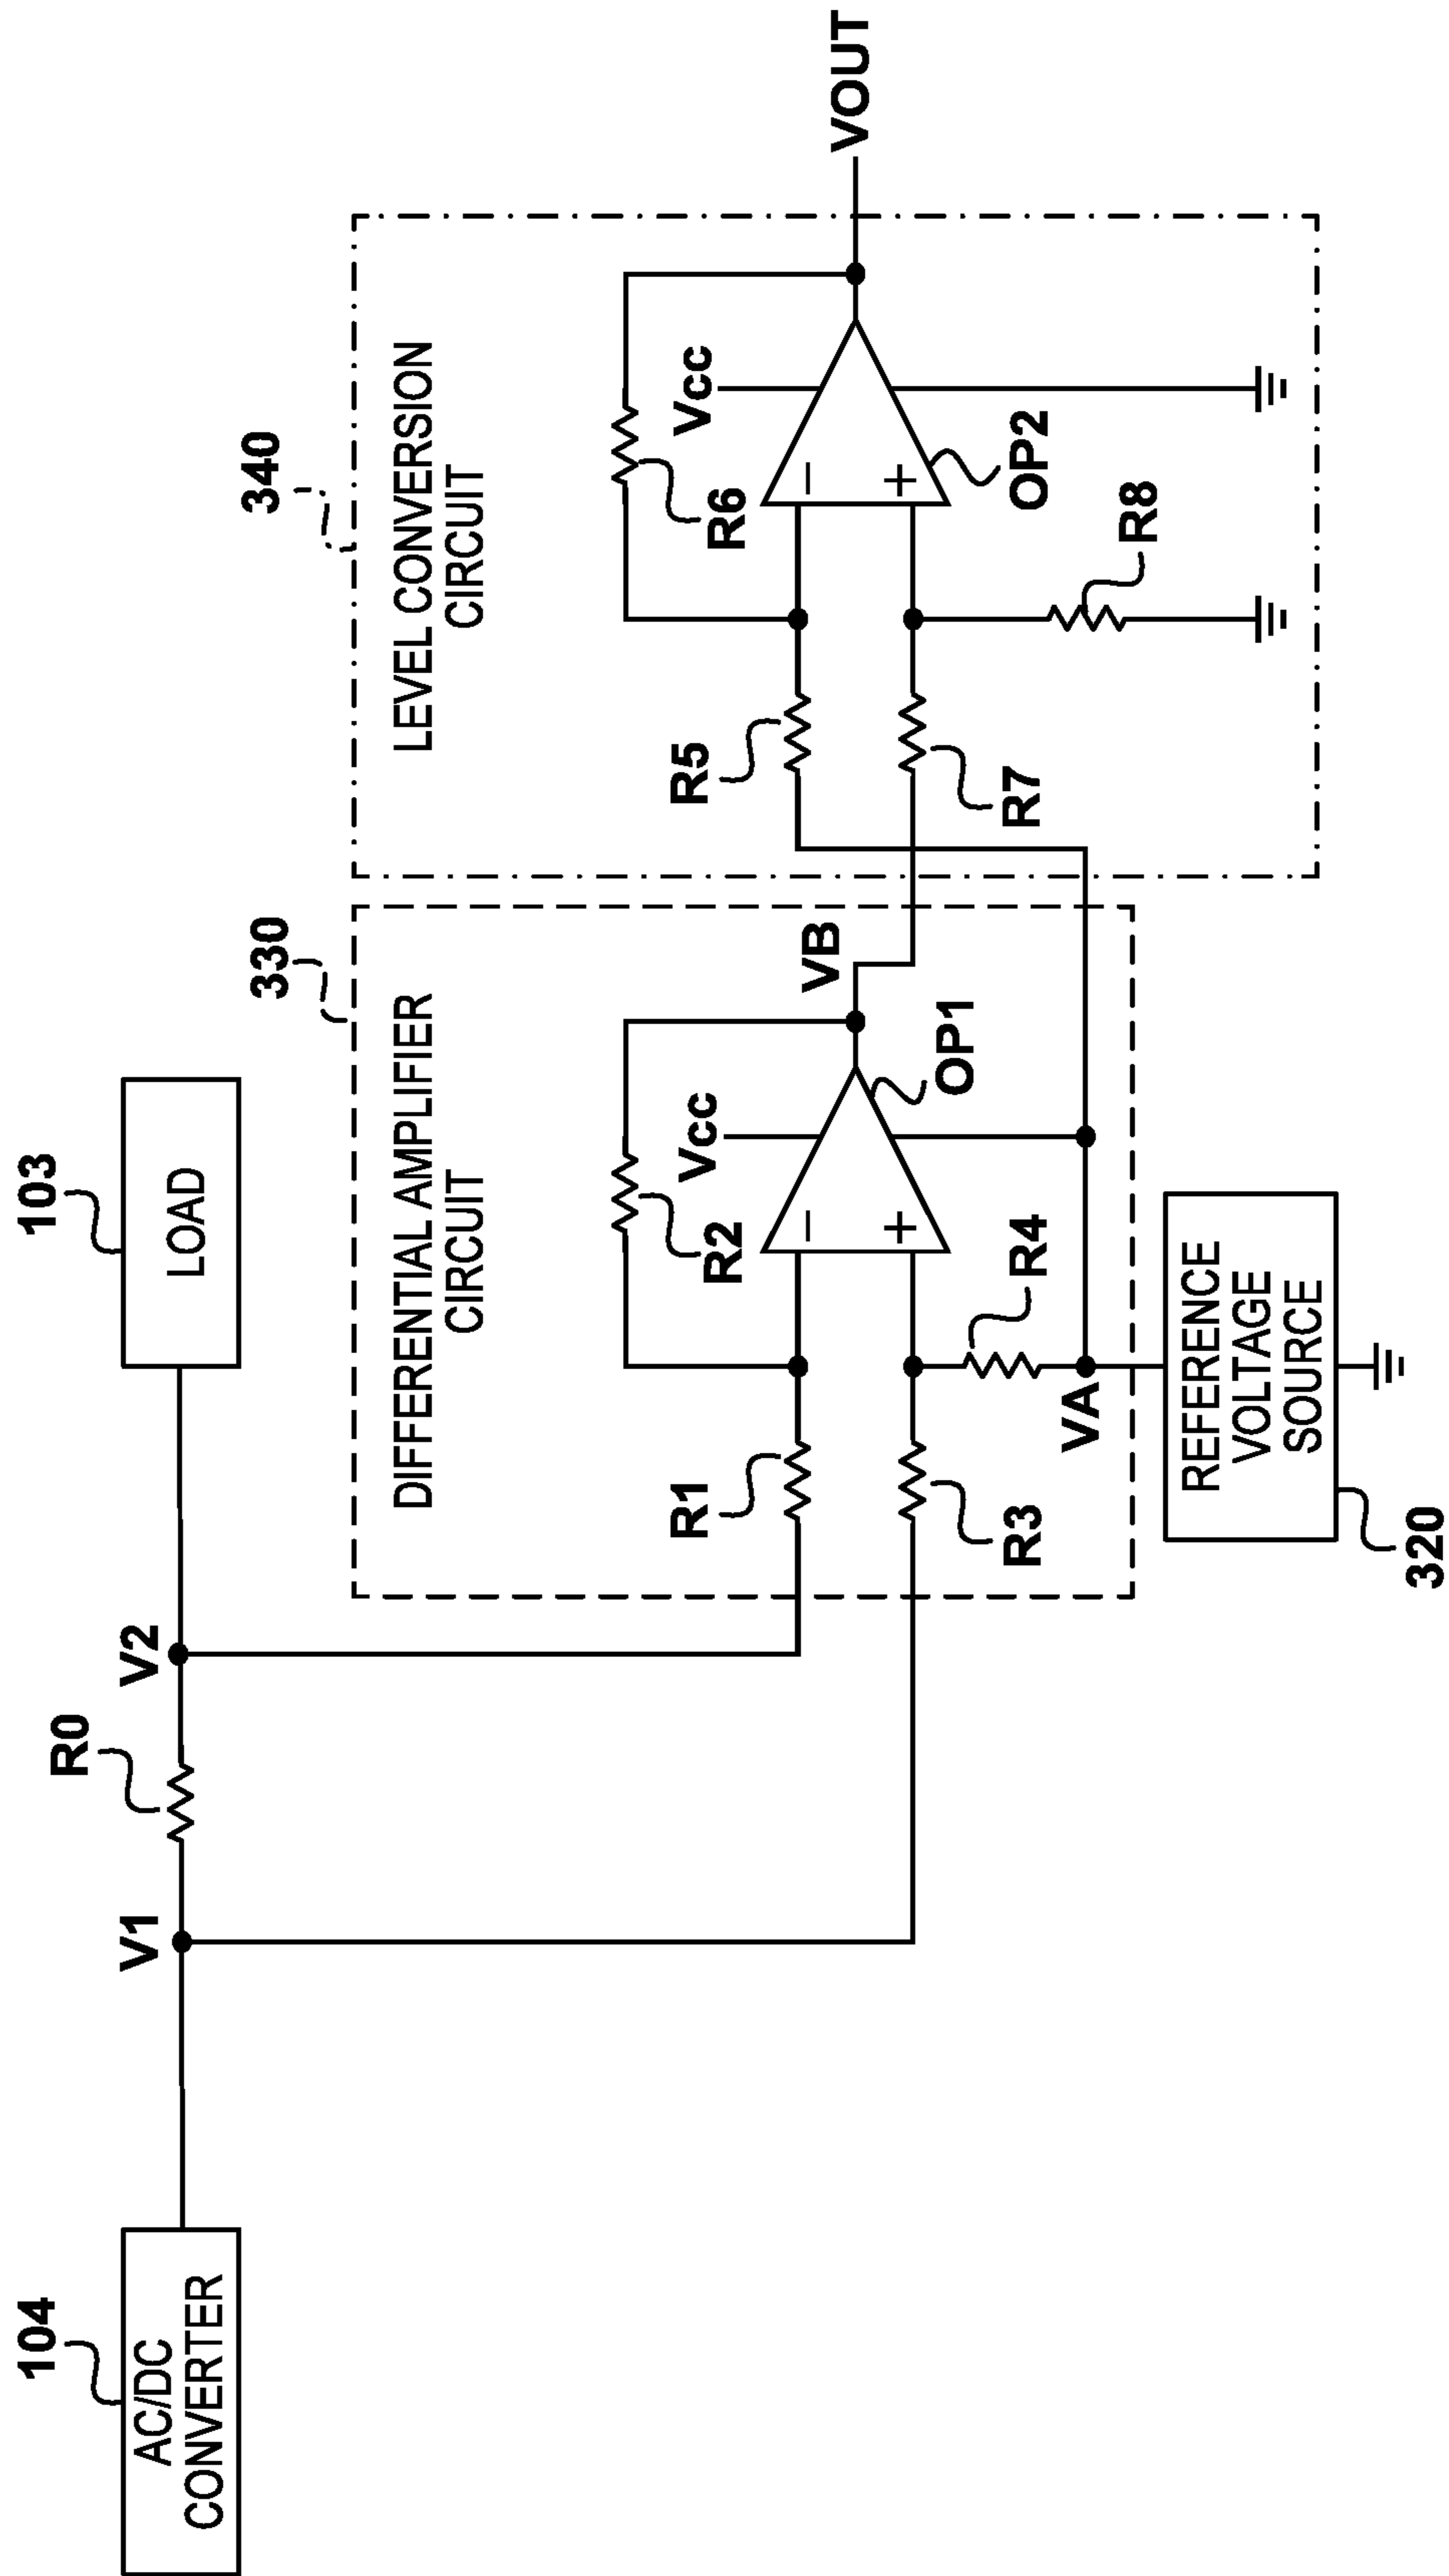 104
AC/DC
CONVERTER
V1
R0
V2
103
LOAD
330
DIFFERENTIAL AMPLIFIER
CIRCUIT
R1
R2
Vcc
R3
R4
OP1
VA
VB
REFERENCE
VOLTAGE
SOURCE
320
340
LEVEL CONVERSION
CIRCUIT
R5
R6
Vcc
R7
OP2
R8
VOUT
− 
+
−
+